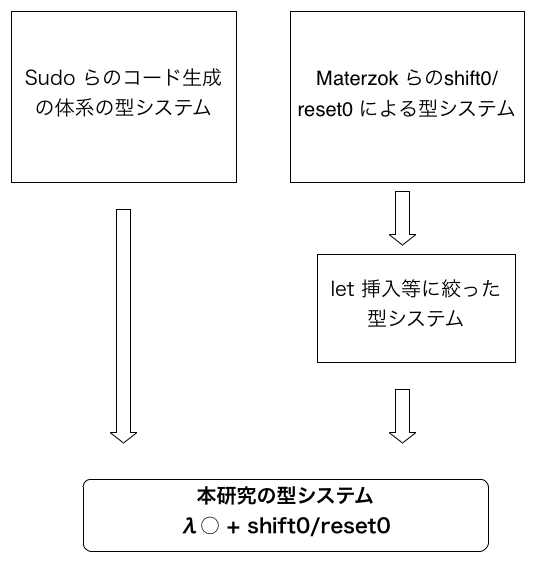 Sudo らのコード生成
の体系の型システム
Materzok らのshift0/
reset0 による型システム
let 挿入等に絞った
型システム
本研究の型システム
λ○ + shift0/reset0